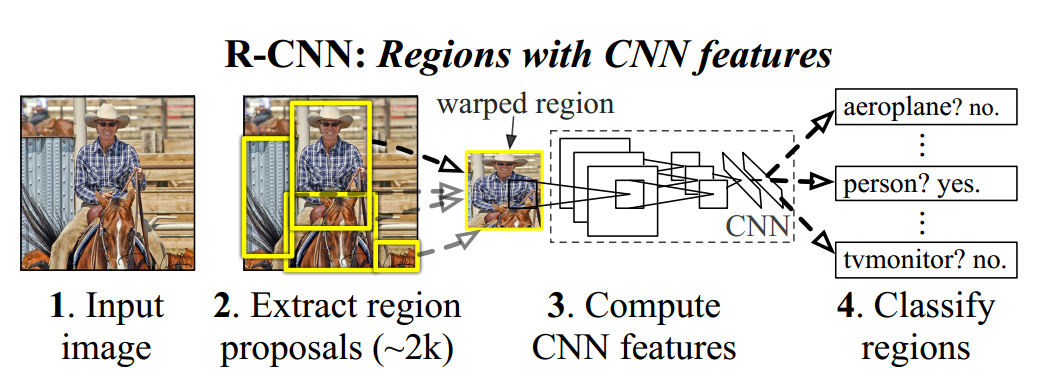 R-CNN: Regions with CNN features
warped region
aeroplane? no.
⋮
person? yes.
⋮
tvmonitor? no.
CNN
1. Input
image
2. Extract region
proposals (~2k)
3. Compute
CNN features
4. Classify
regions